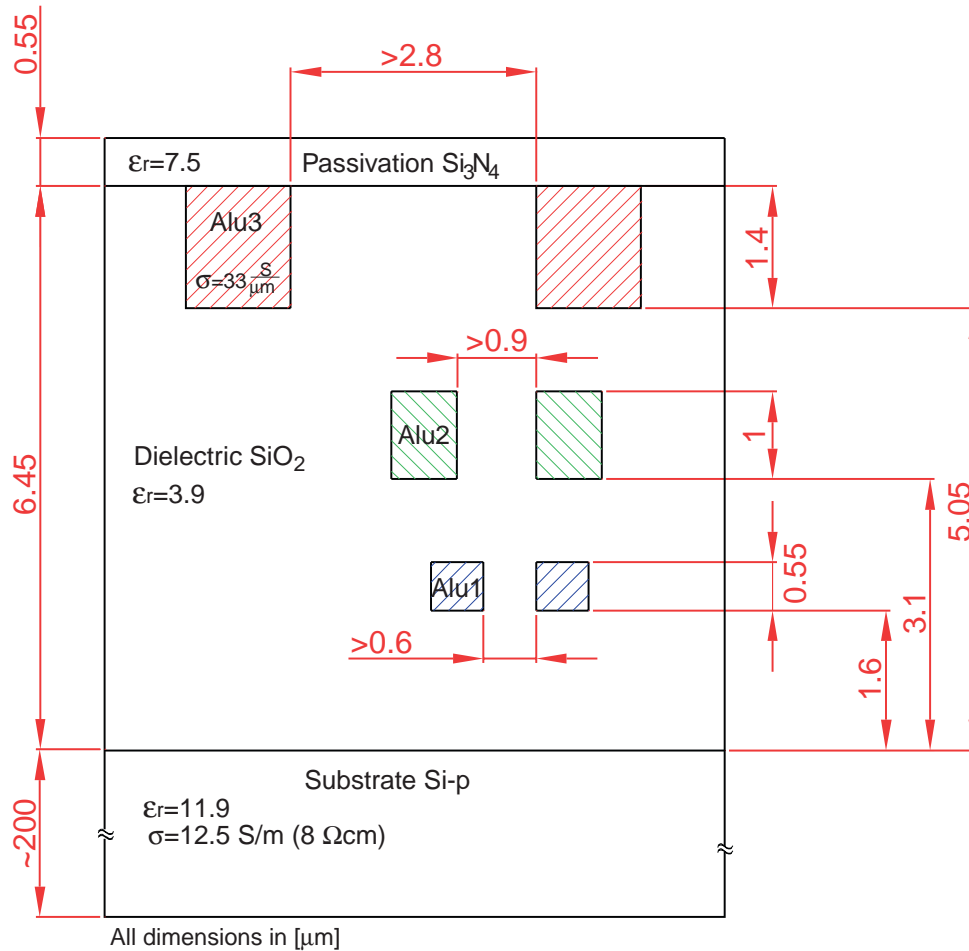 0.55
>2.8
εr=7.5
Passivation Si3N4
Alu3
σ=33 S/μm
1.4
>0.9
Alu2
1
Dielectric SiO2
εr=3.9
6.45
5.05
Alu1
0.55
3.1
>0.6
1.6
Substrate Si-p
εr=11.9
σ=12.5 S/m (8 Ωcm)
~200
All dimensions in [μm]